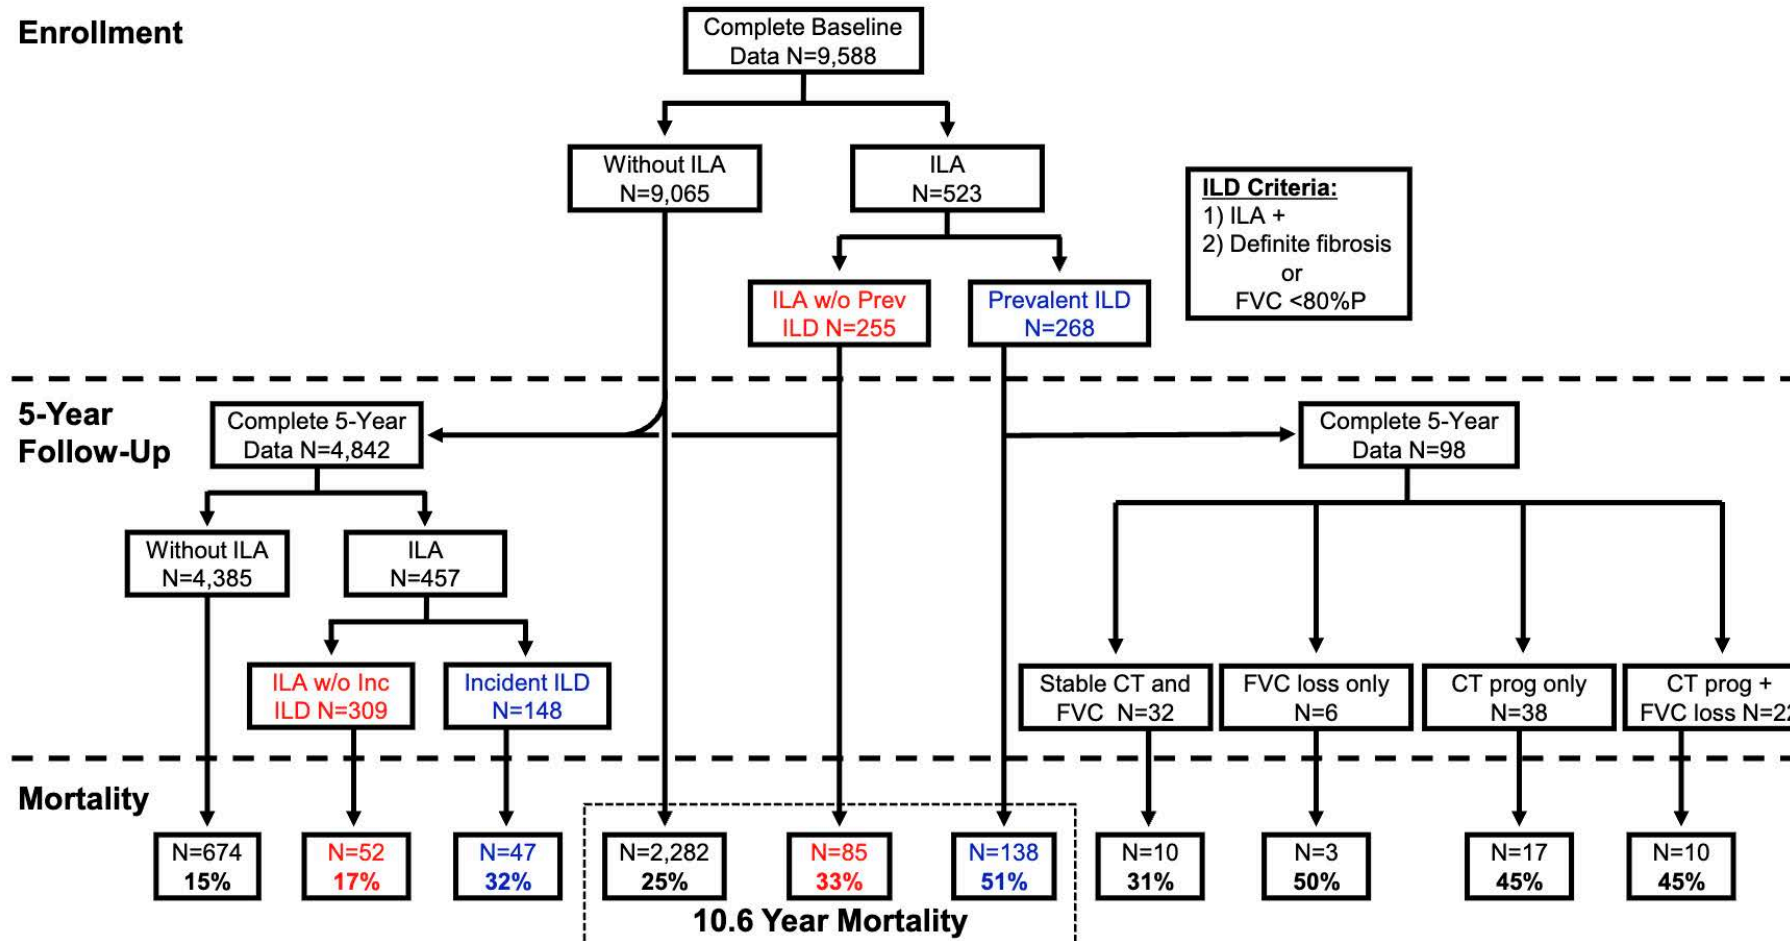 Enrollment
Complete Baseline
Data N=9,588
Without ILA
N=9,065
ILA
N=523
ILD Criteria:
1) ILA +
2) Definite fibrosis
or
FVC <80%P
ILA w/o Prev
ILD N=255
Prevalent ILD
N=268
5-Year
Follow-Up
Complete 5-Year
Data N=4,842
Complete 5-Year
Data N=98
Without ILA
N=4,385
ILA
N=457
ILA w/o Inc
ILD N=309
Incident ILD
N=148
Stable CT and
FVC N=32
FVC loss only
N=6
CT prog only
N=38
CT prog +
FVC loss N=22
Mortality
N=674
15%
N=52
17%
N=47
32%
N=2,282
25%
N=85
33%
N=138
51%
N=10
31%
N=3
50%
N=17
45%
N=10
45%
10.6 Year Mortality